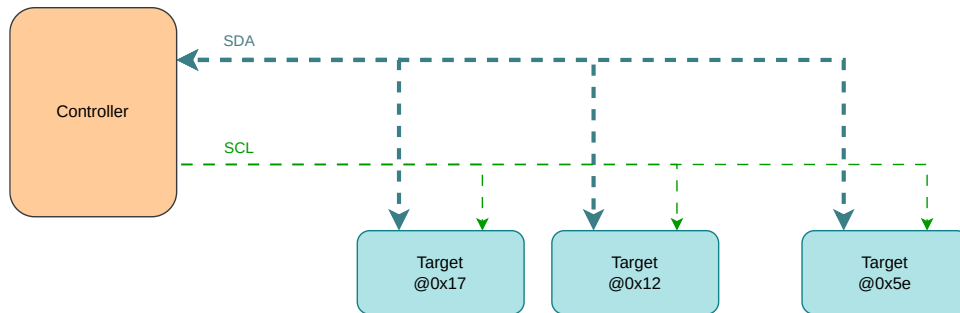 SDA
Controller
SCL
Target
@0x17
Target
@0x12
Target
@0x5e